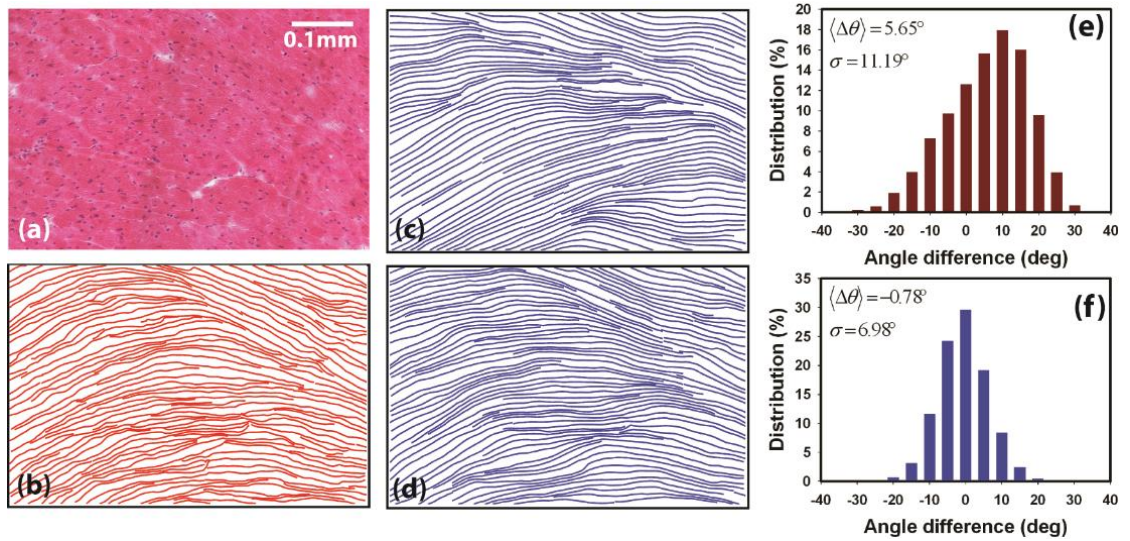 0.1mm
(a)
(b)
(c)
(d)
(e)
⟨Δθ⟩ = 5.65°
σ = 11.19°
Distribution (%)
20
18
16
14
12
10
8
6
4
2
0
-40 -30 -20 -10 0 10 20 30 40
Angle difference (deg)
(f)
⟨Δθ⟩ = −0.78°
σ = 6.98°
Distribution (%)
35
30
25
20
15
10
5
0
-40 -30 -20 -10 0 10 20 30 40
Angle difference (deg)